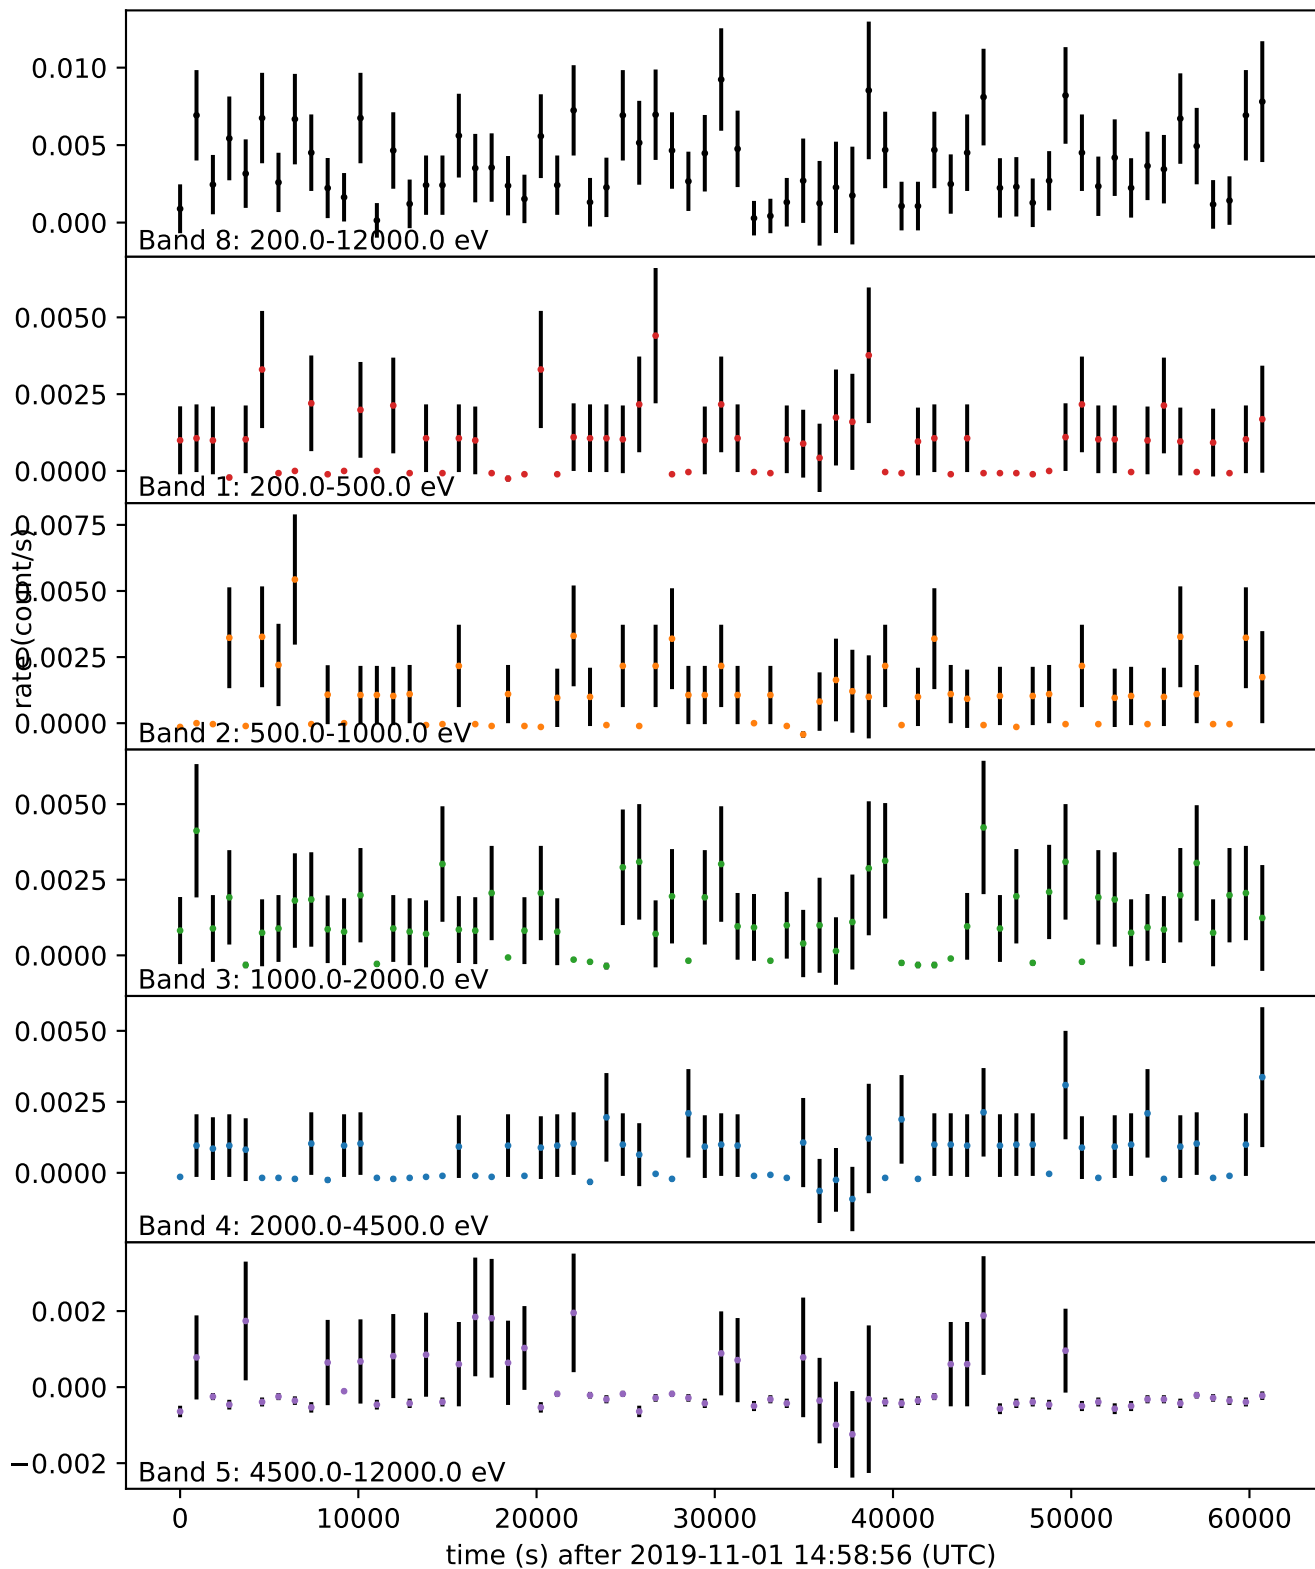 0.010
0.005
0.000
Band 8: 200.0-12000.0 eV
0.0050
0.0025
0.0000
Band 1: 200.0-500.0 eV
rate (count/s)
0.0075
0.0050
0.0025
0.0000
Band 2: 500.0-1000.0 eV
0.0050
0.0025
0.0000
Band 3: 1000.0-2000.0 eV
0.0050
0.0025
0.0000
Band 4: 2000.0-4500.0 eV
0.002
0.000
−0.002
Band 5: 4500.0-12000.0 eV
0 10000 20000 30000 40000 50000 60000
time (s) after 2019-11-01 14:58:56 (UTC)